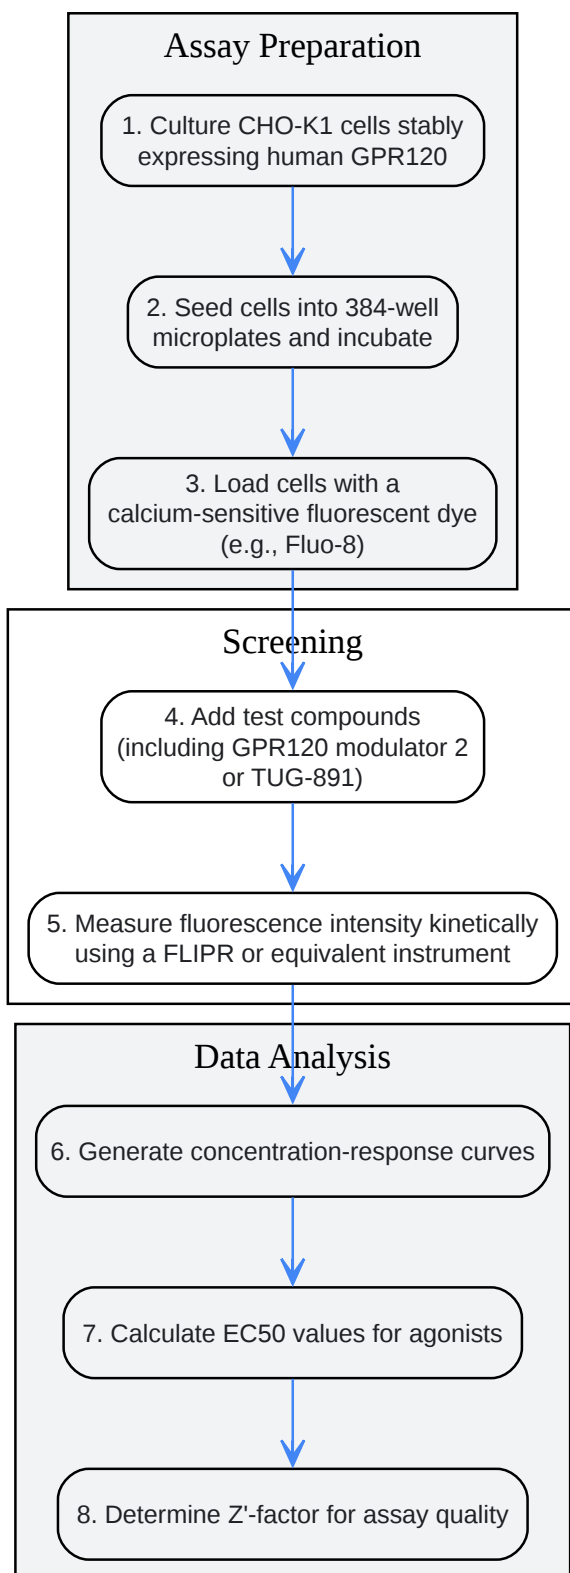 Assay Preparation
1. Culture CHO-K1 cells stably
expressing human GPR120
2. Seed cells into 384-well
microplates and incubate
3. Load cells with a
calcium-sensitive fluorescent dye
(e.g., Fluo-8)
Screening
4. Add test compounds
(including GPR120 modulator 2
or TUG-891)
5. Measure fluorescence intensity kinetically
using a FLIPR or equivalent instrument
Data Analysis
6. Generate concentration-response curves
7. Calculate EC50 values for agonists
8. Determine Z'-factor for assay quality